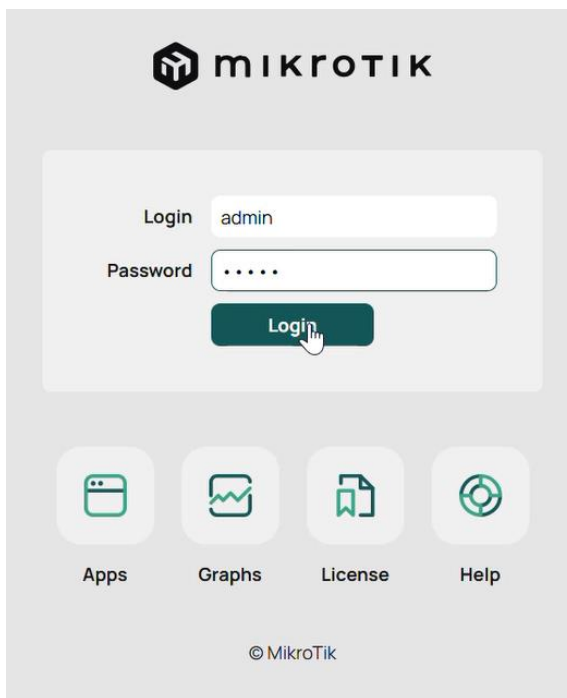 mikrotik
Login admin
Password •••••
Login
Apps Graphs License Help
© MikroTik